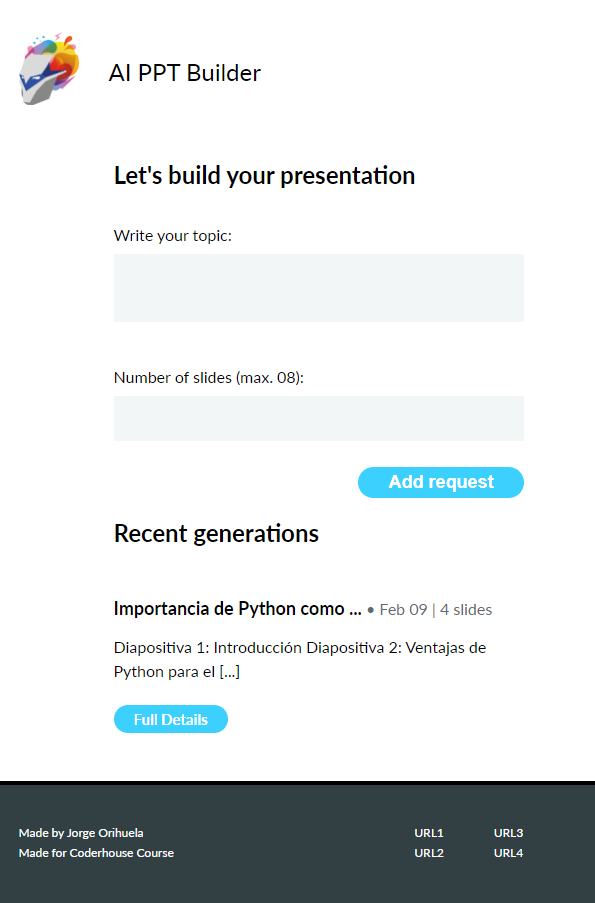 AI PPT Builder
Let's build your presentation
Write your topic:
Number of slides (max. 08):
Add request
Recent generations
Importancia de Python como ... • Feb 09 | 4 slides
Diapositiva 1: Introducción Diapositiva 2: Ventajas de
Python para el [...]
Full Details
Made by Jorge Orihuela
Made for Coderhouse Course
URL1
URL2
URL3
URL4